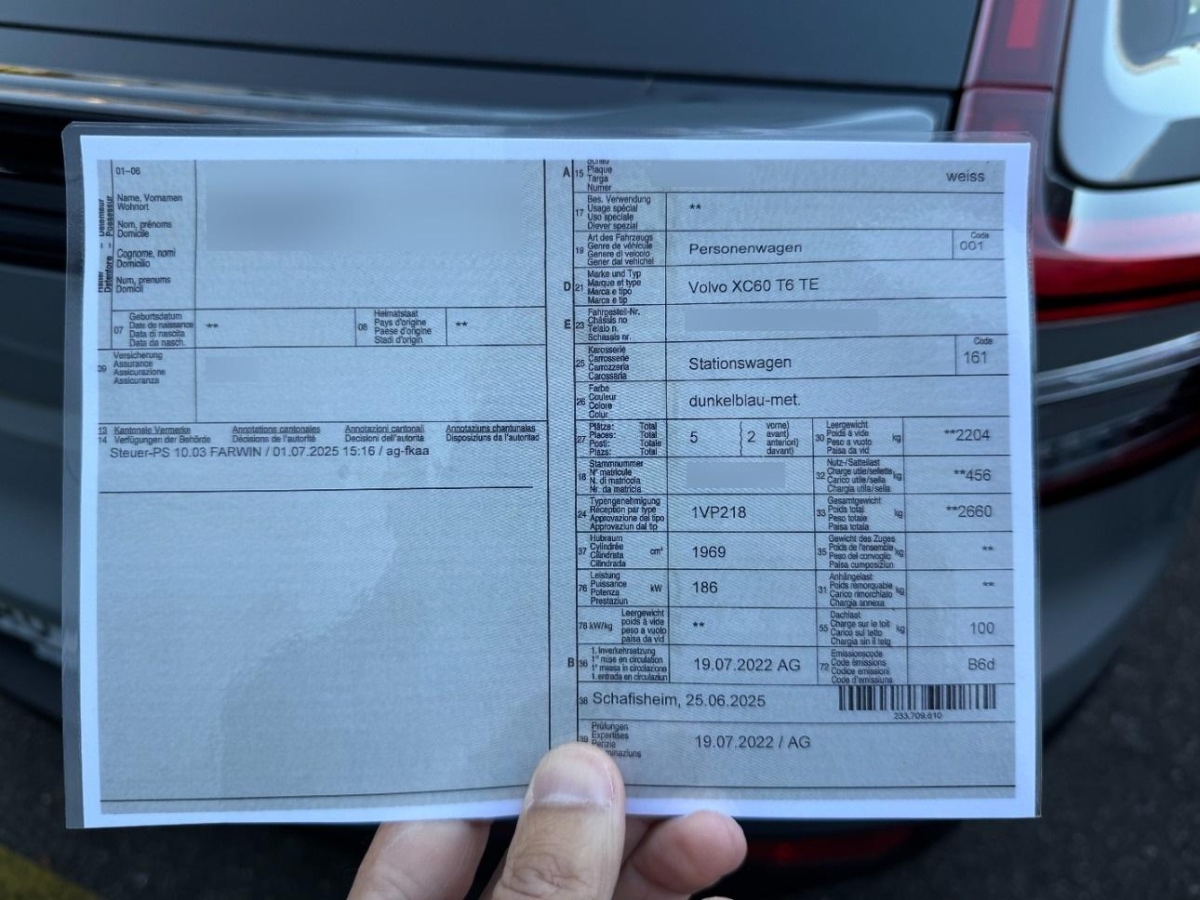 01-06
Name, Vornamen
Wohnort
Nom, prénoms
Domicile
Cognome, nomi
Domicilio
Num, prenums
Domicil
07
Geburtsdatum
Date de naissance
Data di nascita
Data da nasch.
**
08
Heimatstaat
Pays d'origine
Paese d'origine
Stadi d'origin
**
09
Versicherung
Assurance
Assicurazione
Assicuranza
13 Kantonale Vermerke Annotations cantonales Annotazioni cantonali Annotaziuns chantunalas
14 Verfügungen der Behörde Décisions de l'autorité Decisioni dell'autorità Disposiziuns da l'autoritad
Steuer-PS 10.03 FARWIN / 01.07.2025 15:16 / ag-fkaa
A 15
Schild
Plaque
Targa
Numer
weiss
17
Bes. Verwendung
Usage spécial
Uso speciale
Diever spezial
**
19
Art des Fahrzeugs
Genre de véhicule
Genere di veicolo
Gener dal vehichel
Personenwagen
Code
001
D 21
Marke und Typ
Marque et type
Marca e tipo
Marca e tip
Volvo XC60 T6 TE
E 23
Fahrgestell-Nr.
Châssis no
Telaio n.
Schassis nr.
25
Karosserie
Carrosserie
Carrozzeria
Carossaria
Stationswagen
Code
161
26
Farbe
Couleur
Colore
Colur
dunkelblau-met.
27
Plätze: Total
Places: Total
Posti: Totale
Plazs: Total
5
2
vorne)
avant)
anteriori)
davant)
30
Leergewicht
Poids à vide
Peso a vuoto
Paisa da vid
kg
**2204
18
Stammnummer
N° matricule
N. di matricola
Nr. da matricla
32
Nutz-/Sattellast
Charge utile/sellette
Carico utile/sella
Chargia utila/sella
kg
**456
24
Typengenehmigung
Réception par type
Approvazione del tipo
Approvaziun dal tip
1VP218
33
Gesamtgewicht
Poids total
Peso totale
Paisa totala
kg
**2660
37
Hubraum
Cylindrée
Cilindrata
Cilindrada
cm³
1969
35
Gewicht des Zuges
Poids de l'ensemble
Peso del convoglio
Paisa cumposiziun
kg
**
76
Leistung
Puissance
Potenza
Prestaziun
kW
186
31
Anhängelast
Poids remorquable
Carico rimorchiato
Chargia annexa
kg
**
78 kW/kg
Leergewicht
poids à vide
peso a vuoto
paisa da vid
**
55
Dachlast
Charge sur le toit
Carico sul tetto
Chargia sin il tetg
kg
100
B 36
1. Inverkehrsetzung
1re mise en circulation
1a messa in circolazione
1. entrada en circulaziun
19.07.2022 AG
72
Emissionscode
Code émissions
Codice emissioni
Code d'emissiuns
B6d
38
Schafisheim, 25.06.2025
233.709.610
39
Prüfungen
Expertises
Perizie
19.07.2022 / AG